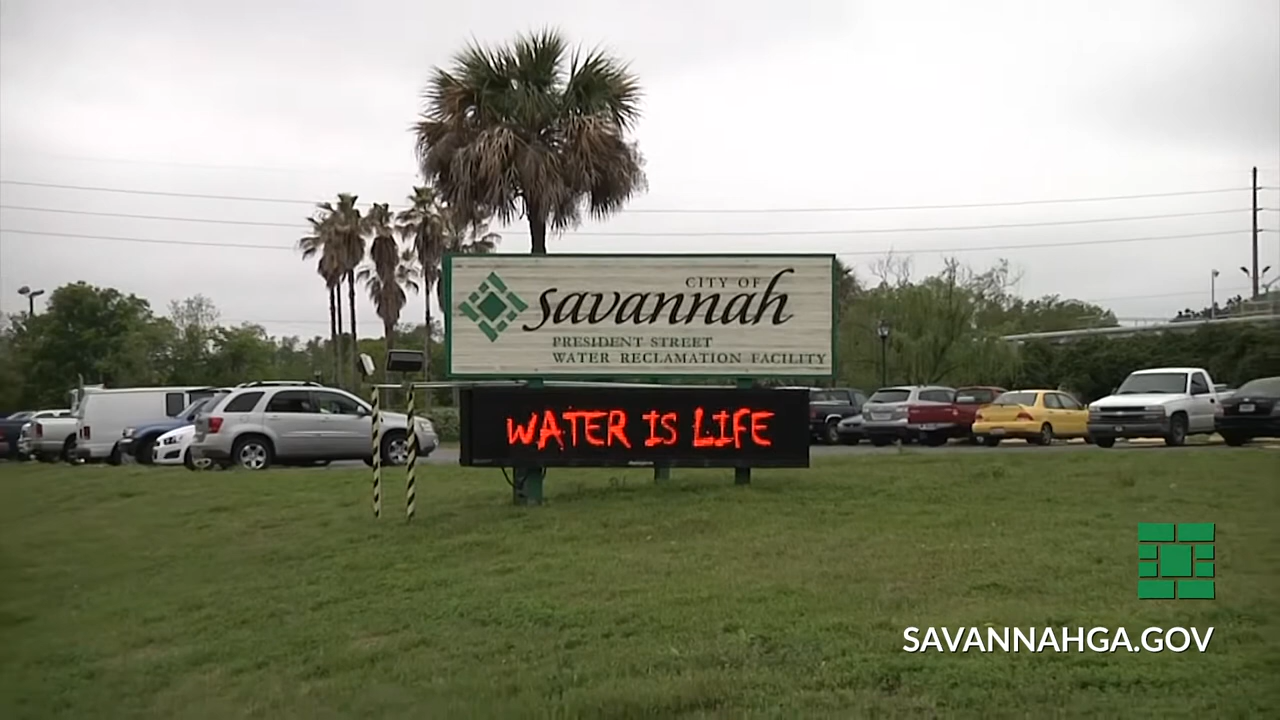 CITY OF
savannah
PRESIDENT STREET
WATER RECLAMATION FACILITY
WATER IS LIFE
SAVANNAHGA.GOV